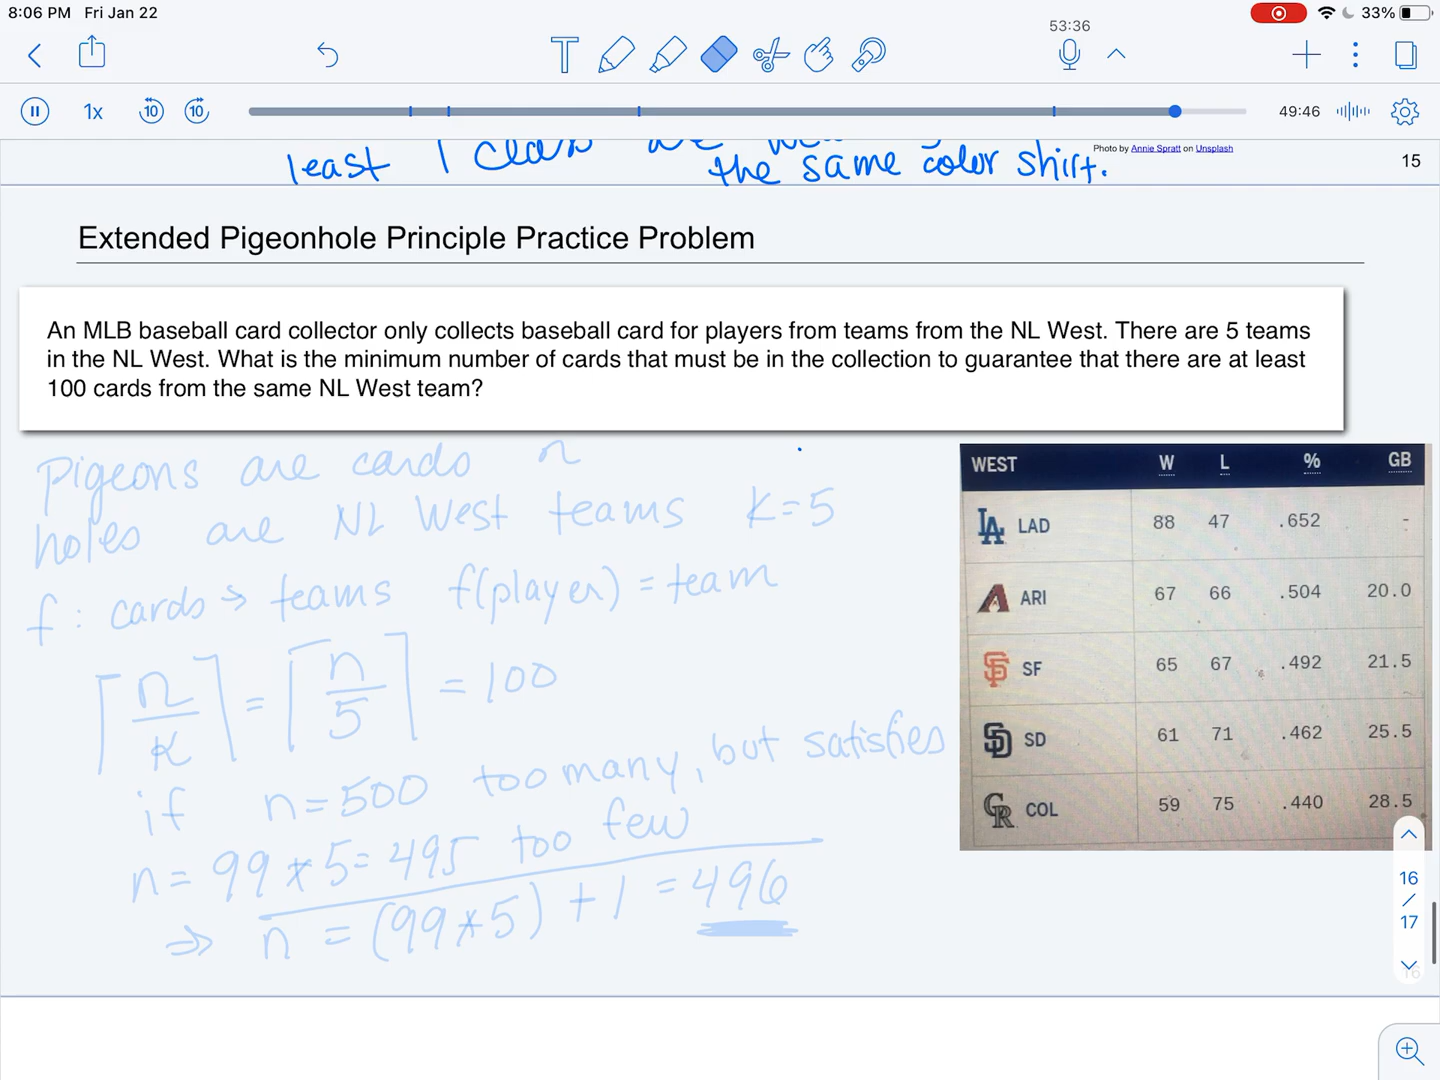 8:06 PM Fri Jan 22
33%
53:36
T
10
10
1x
49:46
least 1 class
the same color shirt.
Photo by Annie Spratt on Unsplash
15
Extended Pigeonhole Principle Practice Problem
An MLB baseball card collector only collects baseball card for players from teams from the NL West. There are 5 teams
in the NL West. What is the minimum number of cards that must be in the collection to guarantee that there are at least
100 cards from the same NL West team?
pigeons are cards n
holes are NL West teams K=5
f: cards → teams f(player) = team
⌈n/K⌉ = ⌈n/5⌉ = 100
if n=500 too many, but satisfies
n= 99*5=495 too few
⇒ n = (99*5) +1 = 496
WEST W L % GB
LA LAD 88 47 .652 -
A ARI 67 66 .504 20.0
SF SF 65 67 .492 21.5
SD SD 61 71 .462 25.5
CR COL 59 75 .440 28.5
16
/
17
16